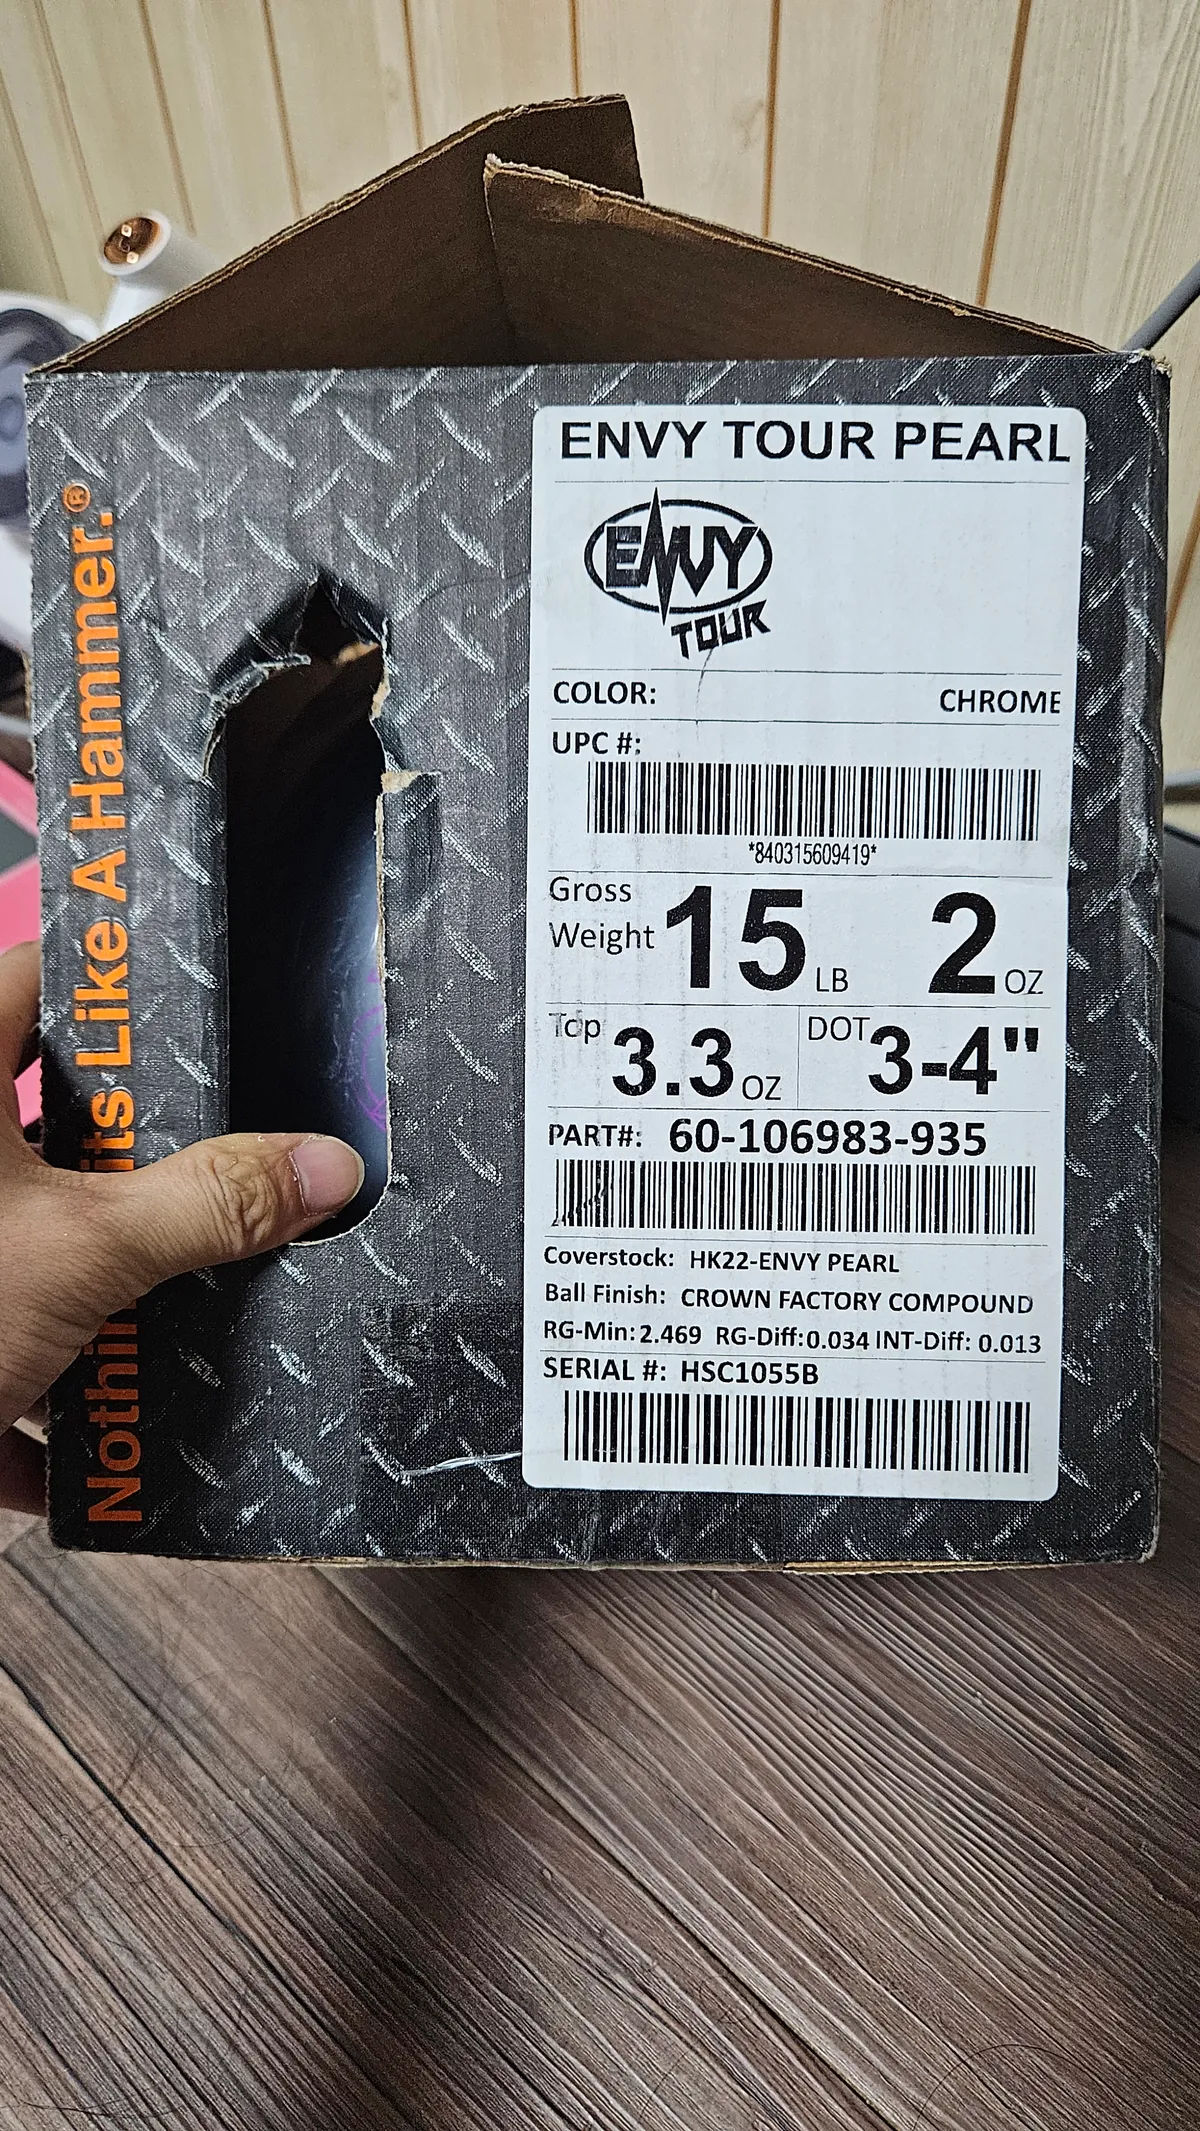 Nothin its Like A Hammer.®
ENVY TOUR PEARL
ENVY
TOUR
COLOR: CHROME
UPC #:
*840315609419*
Gross Weight 15 LB 2 OZ
Top 3.3 OZ DOT 3-4"
PART#: 60-106983-935
Coverstock: HK22-ENVY PEARL
Ball Finish: CROWN FACTORY COMPOUND
RG-Min: 2.469 RG-Diff: 0.034 INT-Diff: 0.013
SERIAL #: HSC1055B